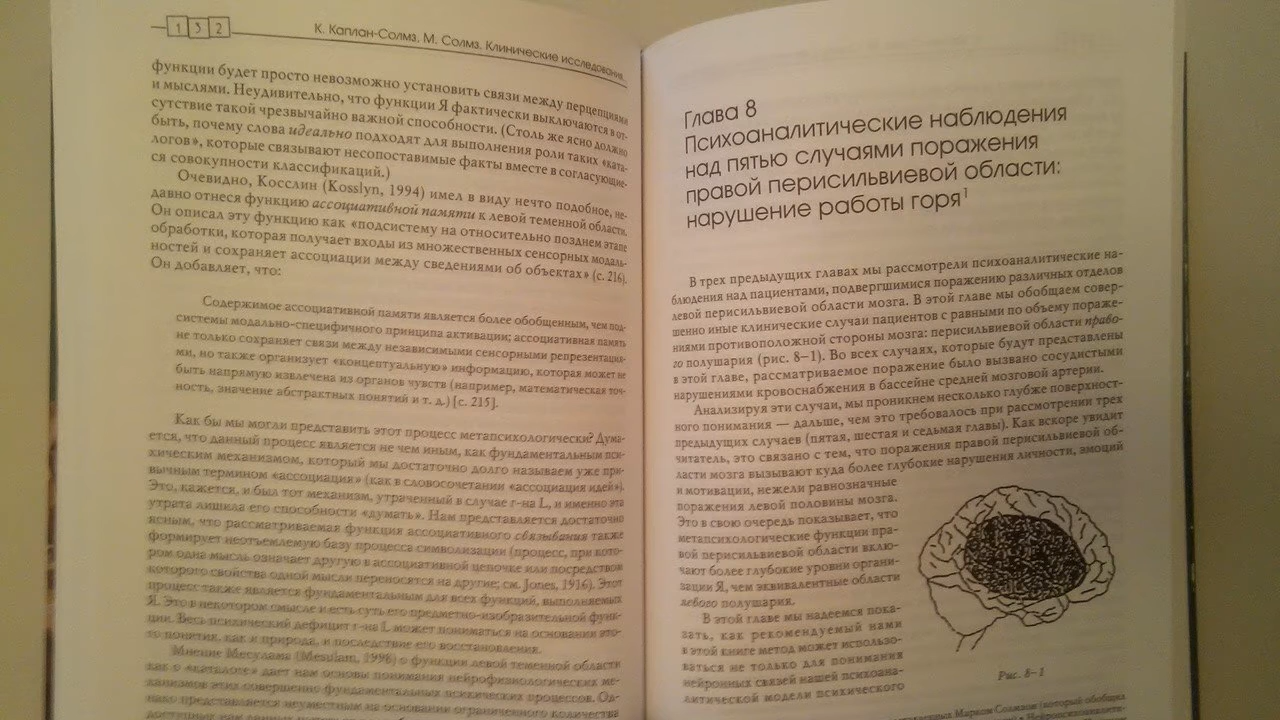 132
К. Каплан-Солмз, М. Солмз. Клинические исследования
функции будет просто невозможно установить связи между перцепциями
и мыслями. Неудивительно, что функции Я фактически выключаются в от-
сутствие такой чрезвычайно важной способности. (Столь же ясно должно
быть, почему слова идеально подходят для выполнения роли таких «ката-
логов», которые связывают несопоставимые факты вместе в согласующие-
ся совокупности классификаций.)
Очевидно, Косслин (Kosslyn, 1994) имел в виду нечто подобное, не-
давно отнеся функцию ассоциативной памяти к левой теменной области.
Он описал эту функцию как «подсистему на относительно позднем этапе
обработки, которая получает входы из множественных сенсорных модаль-
ностей и сохраняет ассоциации между сведениями об объектах» (с. 216).
Он добавляет, что:
Содержимое ассоциативной памяти является более обобщенным, чем под-
системы модально-специфичного принципа активации; ассоциативная память
не только сохраняет связи между независимыми сенсорными репрезентация-
ми, но также организует «концептуальную» информацию, которая может не
быть напрямую извлечена из органов чувств (например, математическая точ-
ность, значение абстрактных понятий и т. д.) [с. 215].
Как бы мы могли представить этот процесс метапсихологически? Дума-
ется, что данный процесс является не чем иным, как фундаментальным пси-
хическим механизмом, который мы достаточно долго называем уже при-
вычным термином «ассоциация» (как в словосочетании «ассоциация идей»).
Это, кажется, и был тот механизм, утраченный в случае г-на L, и именно эта
утрата лишила его способности «думать». Нам представляется достаточно
ясным, что рассматриваемая функция ассоциативного связывания также
формирует неотъемлемую базу процесса символизации (процесс, при кото-
ром одна мысль означает другую в ассоциативной цепочке или посредством
которого свойства одной мысли переносятся на другие; см. Jones, 1916). Этот
процесс также является фундаментальным для всех функций, выполняемых
Я. Это в некотором смысле и есть суть его предметно-изобразительной функ-
ции. Весь психический дефицит г-на L может пониматься на основании это-
го понятия, как и природа, и последствие его восстановления.
Мнение Месулама (Mesulam, 1998) о функции левой теменной области
как о «каталоге» дает нам основы понимания нейрофизиологических ме-
ханизмов этих совершенно фундаментальных психических процессов. Од-
нако представляется неуместным на основании ограниченного количества
Глава 8
Психоаналитические наблюдения
над пятью случаями поражения
правой перисильвиевой области:
нарушение работы горя¹
В трех предыдущих главах мы рассмотрели психоаналитические на-
блюдения над пациентами, подвергшимися поражению различных отделов
левой перисильвиевой области мозга. В этой главе мы обобщаем совер-
шенно иные клинические случаи пациентов с равными по объему пораже-
ниями противоположной стороны мозга: перисильвиевой области право-
го полушария (рис. 8–1). Во всех случаях, которые будут представлены
в этой главе, рассматриваемое поражение было вызвано сосудистыми
нарушениями кровоснабжения в бассейне средней мозговой артерии.
Анализируя эти случаи, мы проникнем несколько глубже поверхност-
ного понимания — дальше, чем это требовалось при рассмотрении трех
предыдущих случаев (пятая, шестая и седьмая главы). Как вскоре увидит
читатель, это связано с тем, что поражения правой перисильвиевой об-
ласти мозга вызывают куда более глубокие нарушения личности, эмоций
и мотивации, нежели равнозначные
поражения левой половины мозга.
Это в свою очередь показывает, что
метапсихологические функции пра-
вой перисильвиевой области вклю-
чают более глубокие уровни органи-
зации Я, чем эквивалентные области
левого полушария.
В этой главе мы надеемся пока-
зать, как рекомендуемый нами
в этой книге метод может использо-
ваться не только для понимания
нейронных связей нашей психоана-
литической модели психического
Рис. 8–1
Марком Солмзом (который обобщил